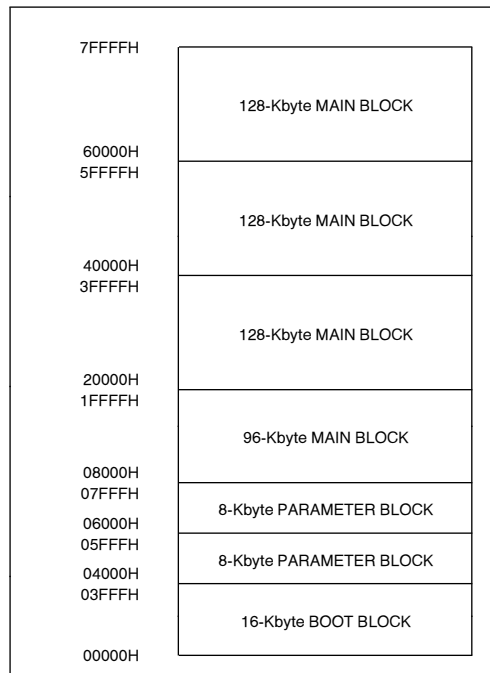 7FFFFH
128-Kbyte MAIN BLOCK
60000H
5FFFFH
128-Kbyte MAIN BLOCK
40000H
3FFFFH
128-Kbyte MAIN BLOCK
20000H
1FFFFH
96-Kbyte MAIN BLOCK
08000H
07FFFH
8-Kbyte PARAMETER BLOCK
06000H
05FFFH
8-Kbyte PARAMETER BLOCK
04000H
03FFFH
16-Kbyte BOOT BLOCK
00000H